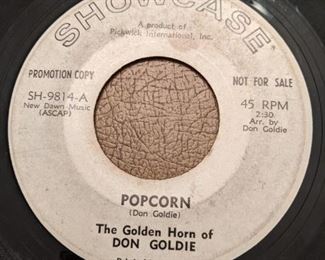 SHOWCASE
A product of
Pickwick International, Inc.
PROMOTION COPY
NOT FOR SALE
SH-9814-A
New Dawn Music
(ASCAP)
45 RPM
2:30
Arr. by
Don Goldie
POPCORN
(Don Goldie)
The Golden Horn of
DON GOLDIE